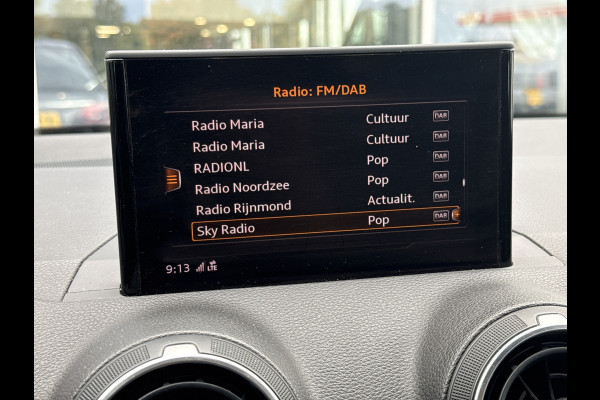 Radio: FM/DAB
Radio Maria Cultuur DAB
Radio Maria Cultuur DAB
RADIONL Pop DAB
Radio Noordzee Pop DAB
Radio Rijnmond Actualit. DAB
Sky Radio Pop DAB
9:13 LTE